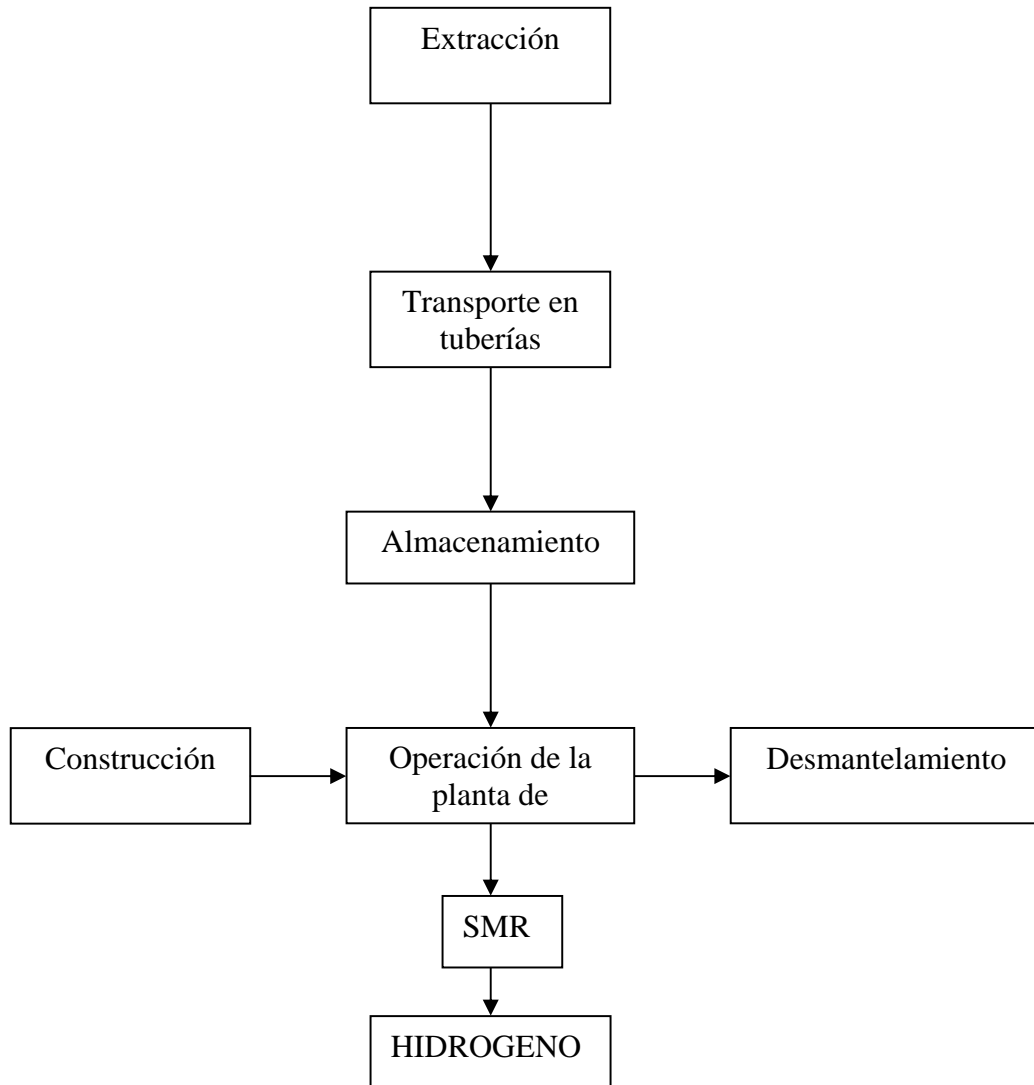 Extracción
Transporte en
tuberías
Almacenamiento
Construcción
Operación de la
planta de
Desmantelamiento
SMR
HIDROGENO